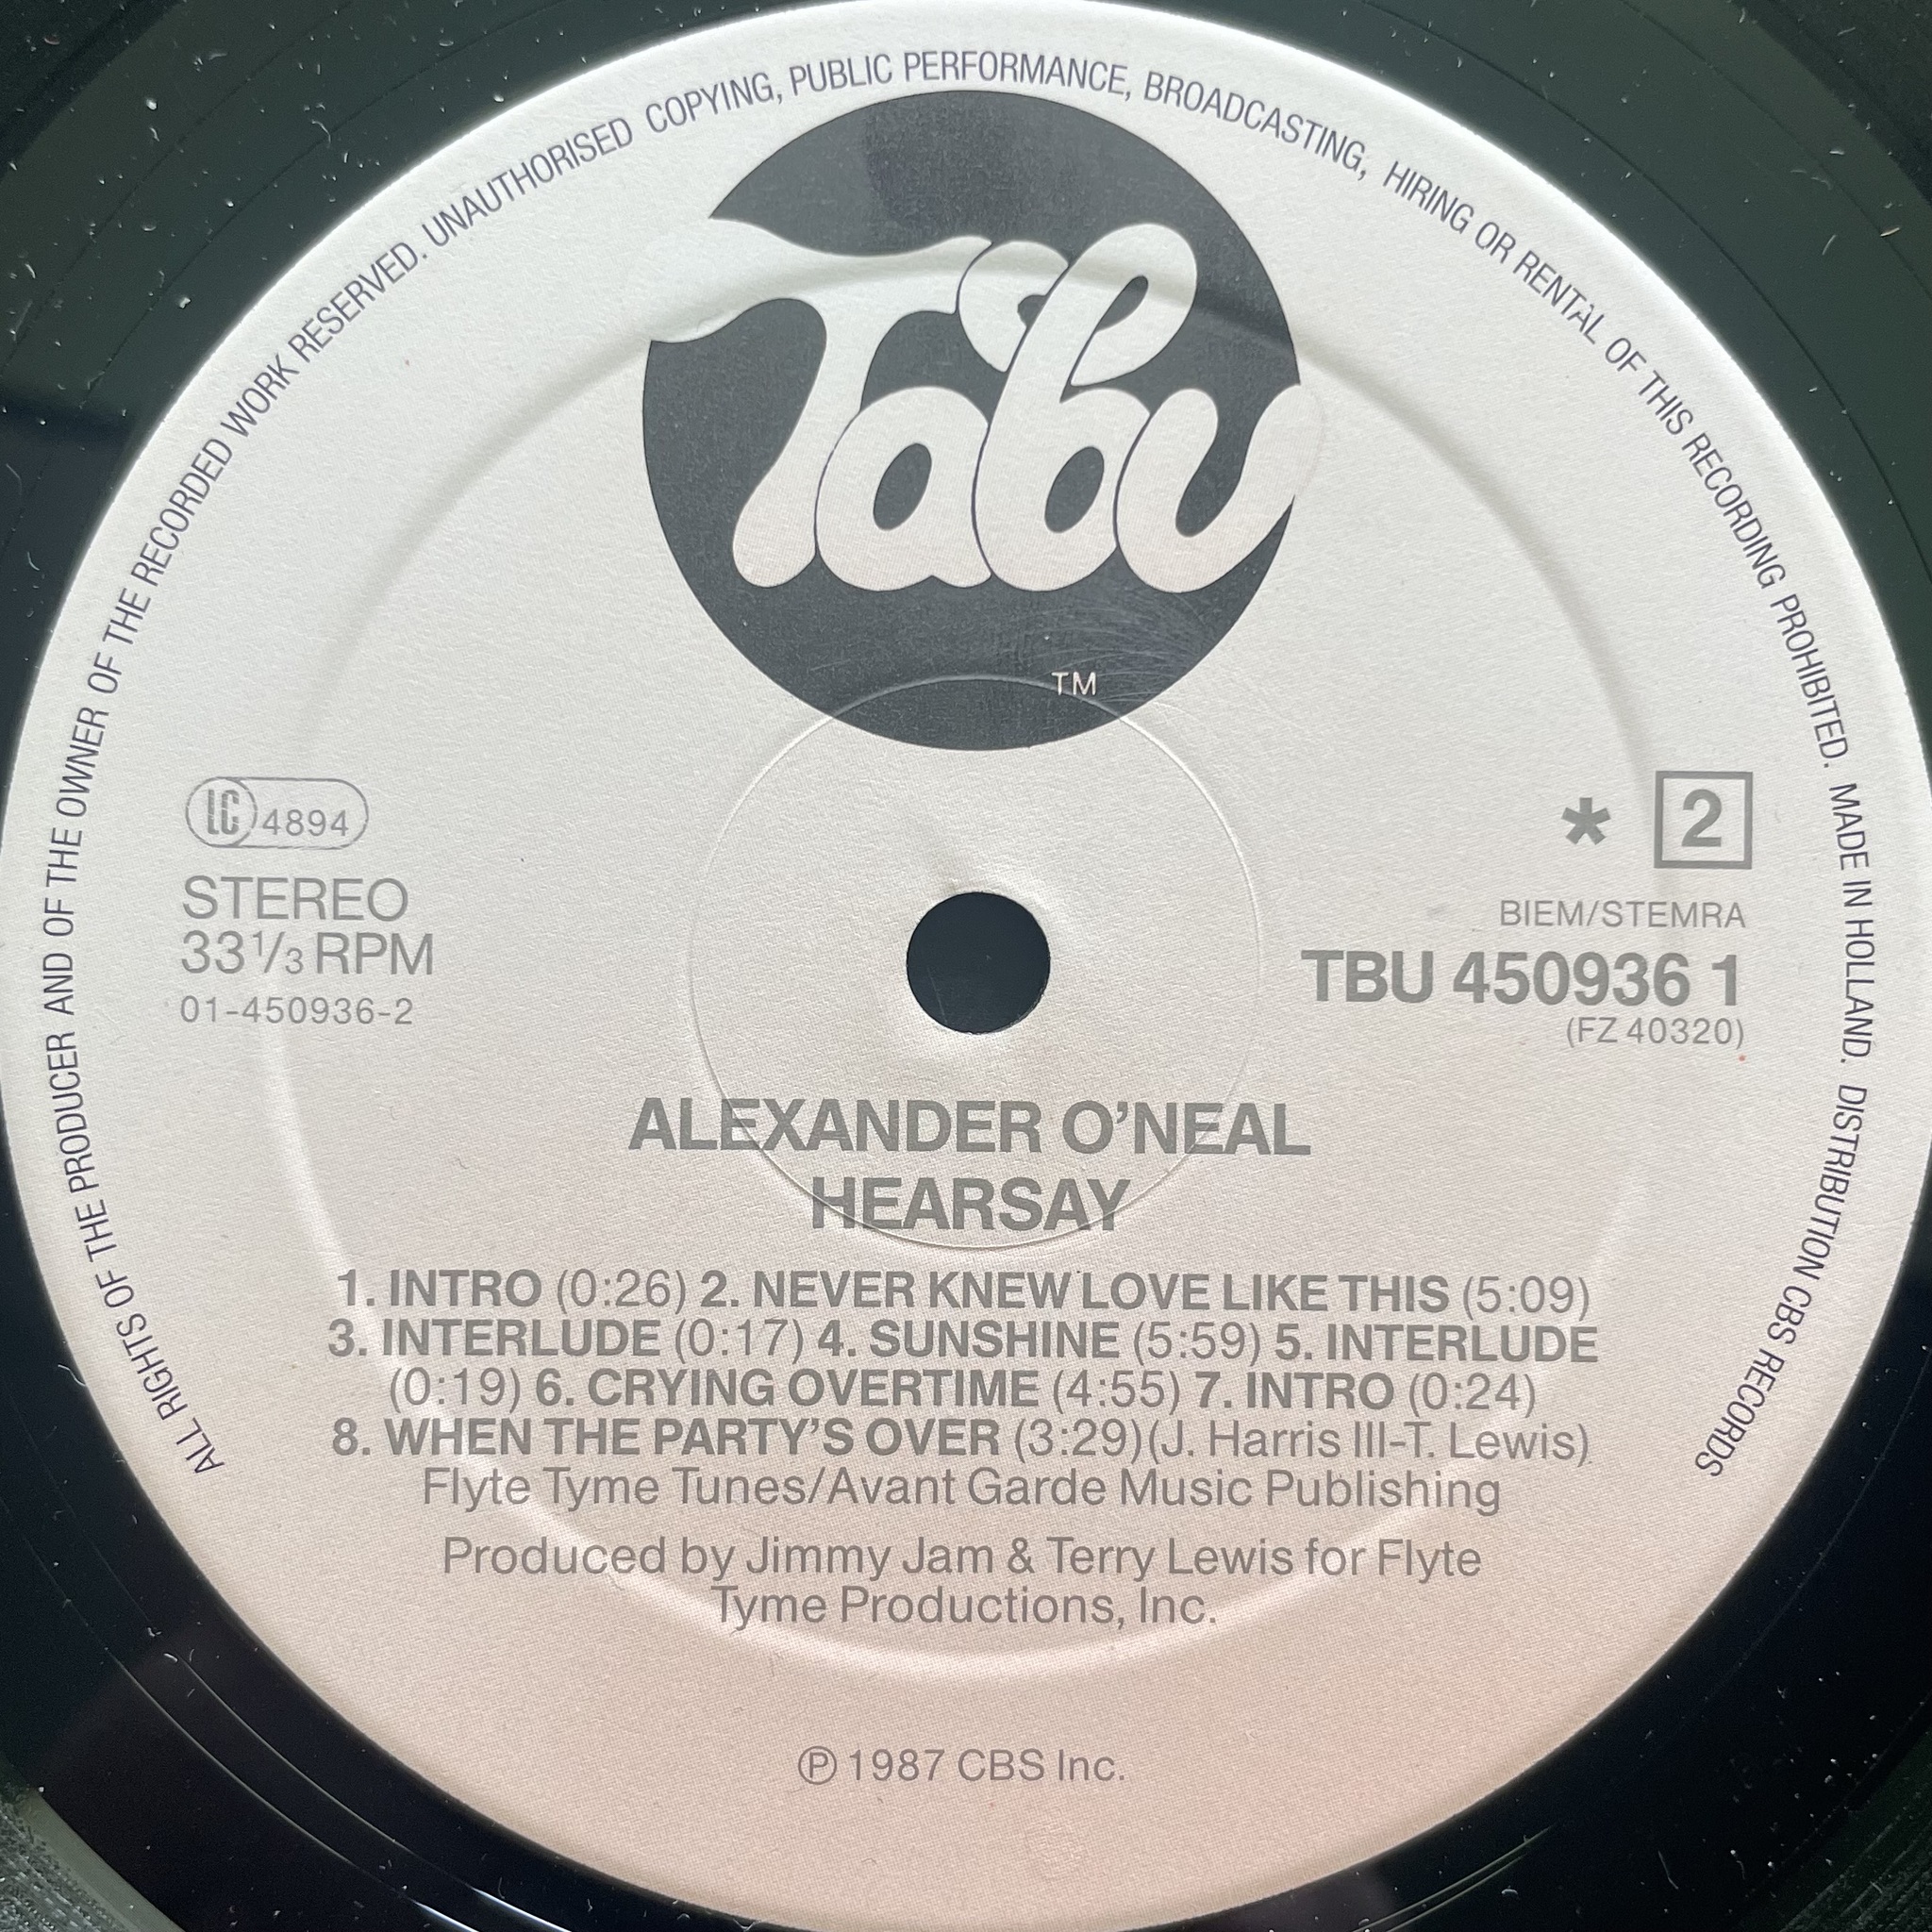 ALL RIGHTS OF THE PRODUCER AND OF THE OWNER OF THE RECORDED WORK RESERVED. UNAUTHORISED COPYING, PUBLIC PERFORMANCE, BROADCASTING, HIRING OR RENTAL OF THIS RECORDING PROHIBITED. MADE IN HOLLAND. DISTRIBUTION CBS RECORDS
Tabu
TM
LC 4894
STEREO
33 1/3 RPM
01-450936-2
* 2
BIEM/STEMRA
TBU 450936 1
(FZ 40320)
ALEXANDER O'NEAL
HEARSAY
1. INTRO (0:26) 2. NEVER KNEW LOVE LIKE THIS (5:09)
3. INTERLUDE (0:17) 4. SUNSHINE (5:59) 5. INTERLUDE
(0:19) 6. CRYING OVERTIME (4:55) 7. INTRO (0:24)
8. WHEN THE PARTY'S OVER (3:29)(J. Harris III-T. Lewis)
Flyte Tyme Tunes/Avant Garde Music Publishing
Produced by Jimmy Jam & Terry Lewis for Flyte
Tyme Productions, Inc.
℗ 1987 CBS Inc.